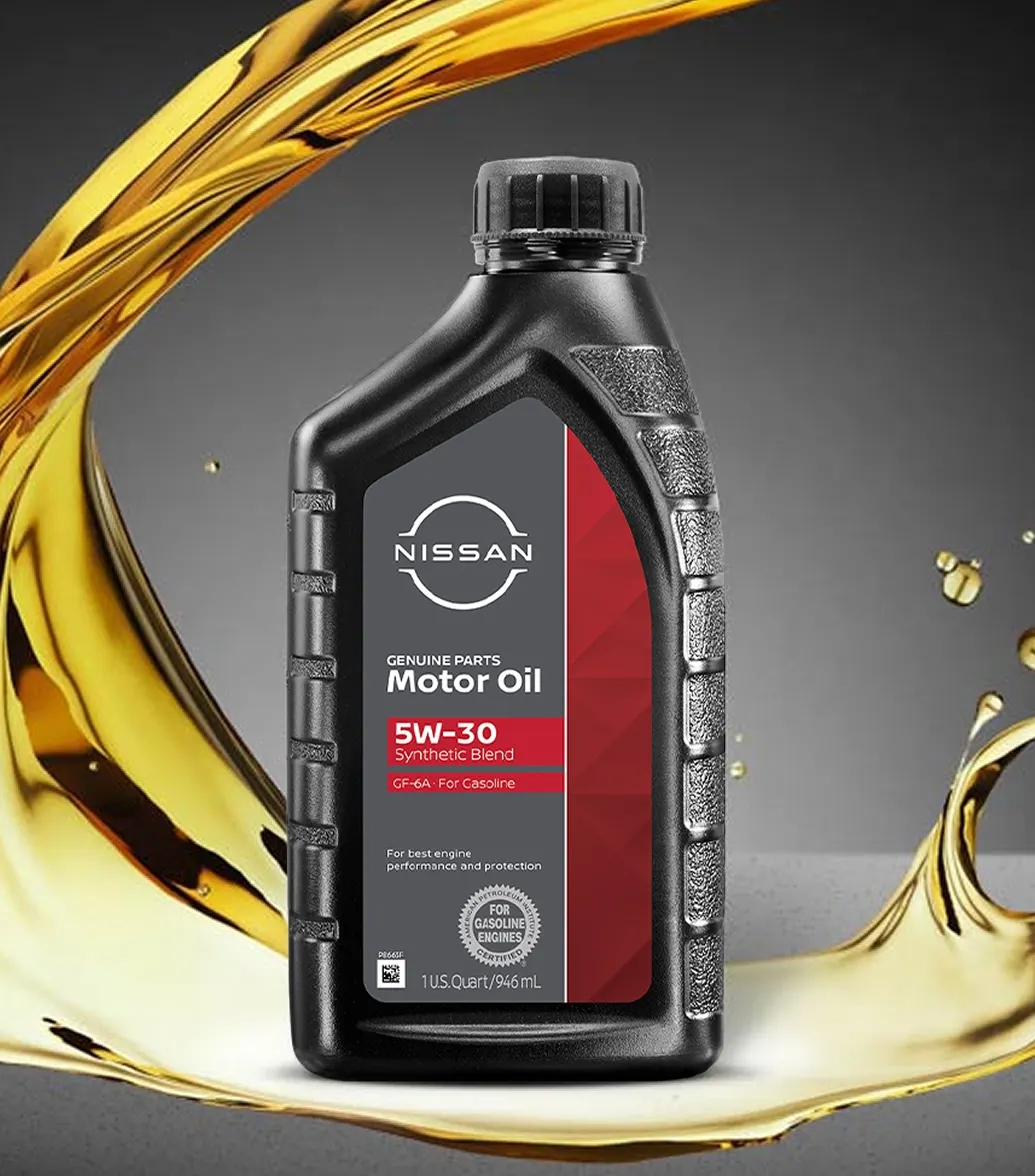 NISSAN
GENUINE PARTS
Motor Oil
5W-30
Synthetic Blend
GF-6A · For Gasoline
For best engine
performance and protection
FOR
GASOLINE
ENGINES
CERTIFIED
1 U.S. Quart/946 mL